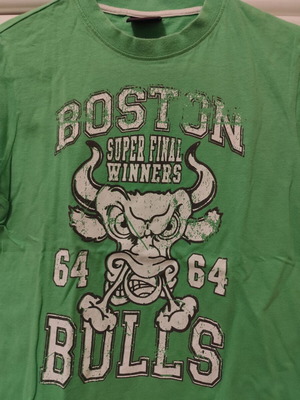 BOSTON
SUPER FINAL
WINNERS
64 64
BULLS